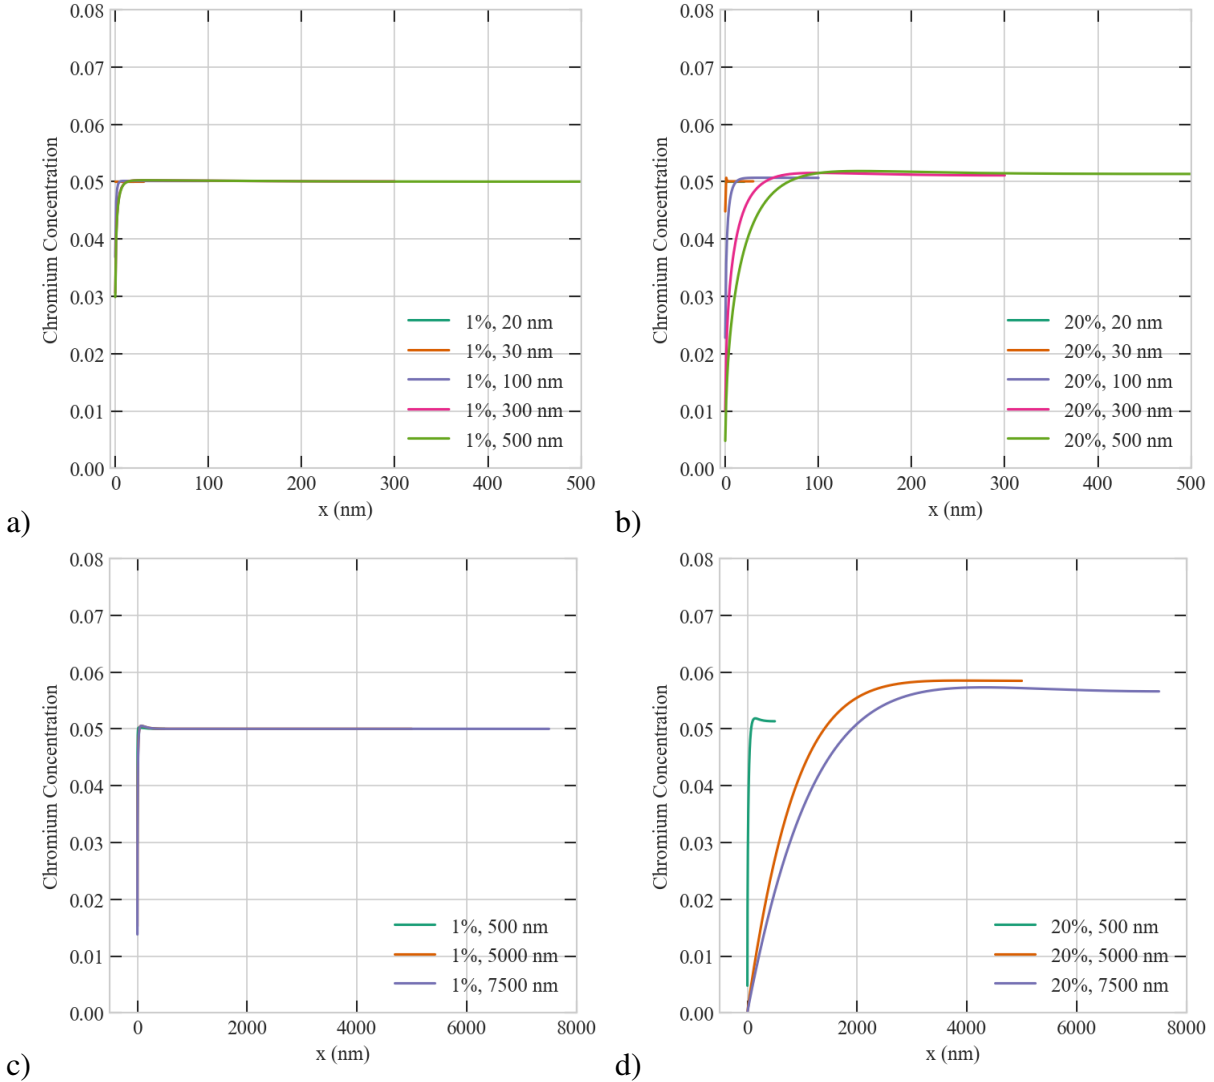 0.08
0.07
0.06
0.05
0.04
0.03
0.02
0.01
0.00
Chromium Concentration
1%, 20 nm
1%, 30 nm
1%, 100 nm
1%, 300 nm
1%, 500 nm
0 100 200 300 400 500
x (nm)
a)
0.08
0.07
0.06
0.05
0.04
0.03
0.02
0.01
0.00
Chromium Concentration
20%, 20 nm
20%, 30 nm
20%, 100 nm
20%, 300 nm
20%, 500 nm
0 100 200 300 400 500
x (nm)
b)
0.08
0.07
0.06
0.05
0.04
0.03
0.02
0.01
0.00
Chromium Concentration
1%, 500 nm
1%, 5000 nm
1%, 7500 nm
0 2000 4000 6000 8000
x (nm)
c)
0.08
0.07
0.06
0.05
0.04
0.03
0.02
0.01
0.00
Chromium Concentration
20%, 500 nm
20%, 5000 nm
20%, 7500 nm
0 2000 4000 6000 8000
x (nm)
d)